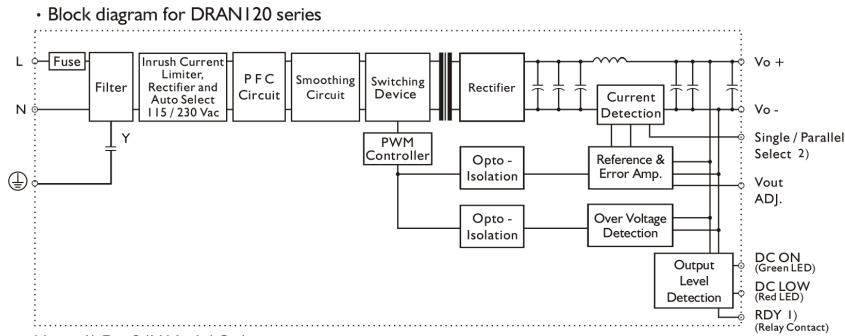 • Block diagram for DRAN120 series
L
Fuse
N
Filter
Y
Inrush Current
Limiter,
Rectifier and
Auto Select
115 / 230 Vac
PFC
Circuit
Smoothing
Circuit
Switching
Device
Rectifier
PWM
Controller
Opto -
Isolation
Opto -
Isolation
Current
Detection
Reference &
Error Amp.
Over Voltage
Detection
Output
Level
Detection
Vo +
Vo -
Single / Parallel
Select 2)
Vout
ADJ.
DC ON
(Green LED)
DC LOW
(Red LED)
RDY 1)
(Relay Contact)